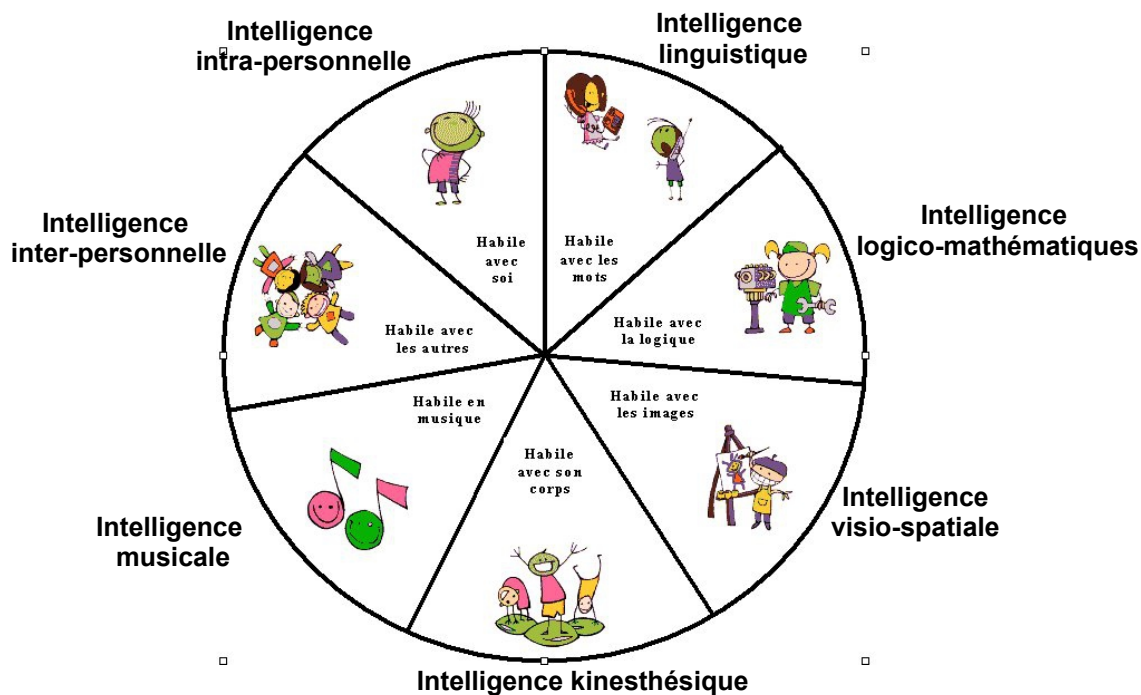 Intelligence
intra-personnelle
Intelligence
linguistique
Intelligence
inter-personnelle
Intelligence
logico-mathématiques
Habile
avec
soi
Habile
avec les
mots
Habile avec
les autres
Habile avec
la logique
Habile en
musique
Habile avec
les images
Habile
avec son
corps
Intelligence
musicale
Intelligence
visio-spatiale
Intelligence kinesthésique